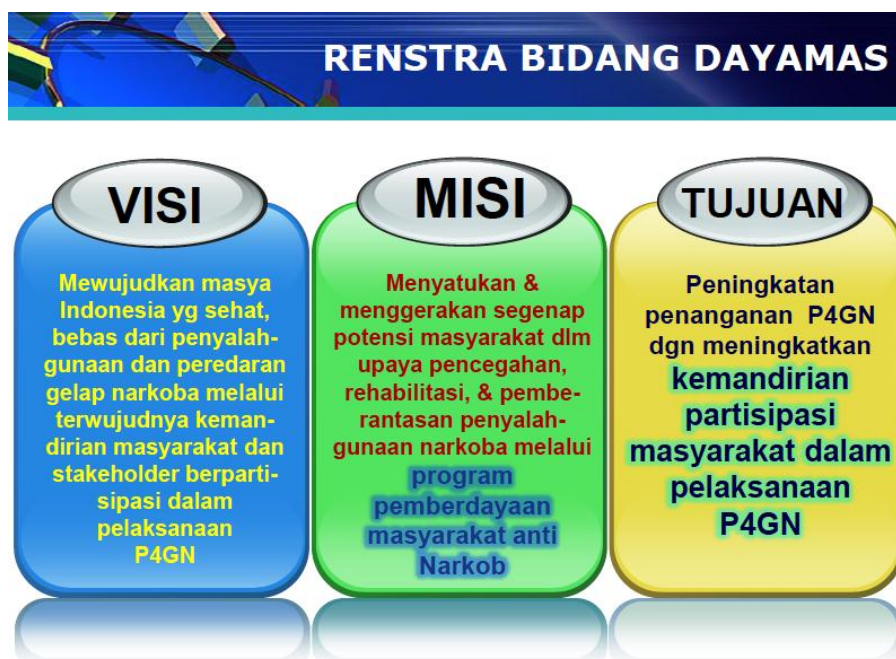 RENSTRA BIDANG DAYAMAS
VISI
Mewujudkan masya
Indonesia yg sehat,
bebas dari penyalah-
gunaan dan peredaran
gelap narkoba melalui
terwujudnya keman-
dirian masyarakat dan
stakeholder berparti-
sipasi dalam
pelaksanaan
P4GN
MISI
Menyatukan &
menggerakan segenap
potensi masyarakat dlm
upaya pencegahan,
rehabilitasi, & pembe-
rantasan penyalah-
gunaan narkoba melalui
program
pemberdayaan
masyarakat anti
Narkob
TUJUAN
Peningkatan
penanganan P4GN
dgn meningkatkan
kemandirian
partisipasi
masyarakat dalam
pelaksanaan
P4GN